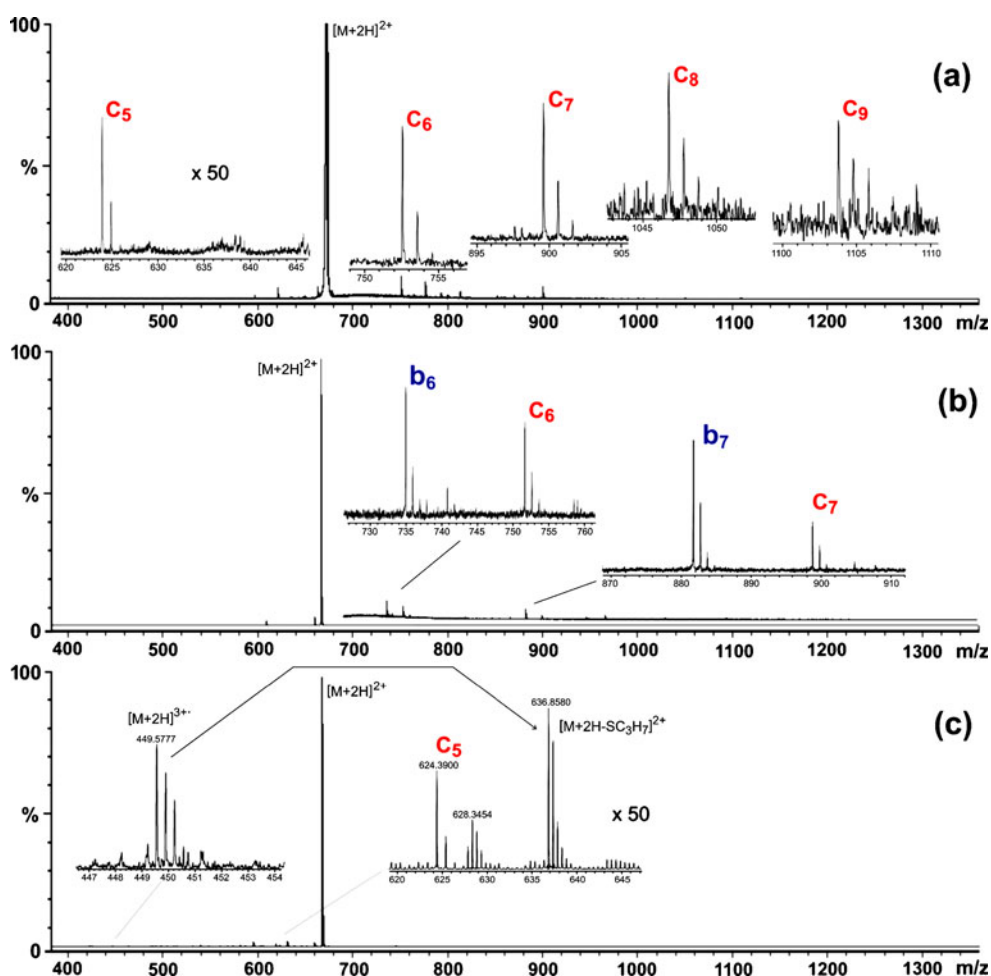 100
[M+2H]2+
(a)
C5
C6
C7
C8
C9
%
x 50
620 625 630 635 640 645
750 755
895 900 905
1045 1050
1100 1105 1110
0
400 500 600 700 800 900 1000 1100 1200 1300 m/z
100
[M+2H]2+
(b)
b6
C6
b7
C7
%
730 735 740 745 750 755 760
870 880 890 900 910
0
400 500 600 700 800 900 1000 1100 1200 1300 m/z
100
[M+2H]2+
(c)
[M+2H]3+·
449.5777
636.8580
[M+2H-SC3H7]2+
C5
624.3900
628.3454
%
x 50
447 448 449 450 451 452 453 454
620 625 630 635 640 645
0
400 500 600 700 800 900 1000 1100 1200 1300 m/z